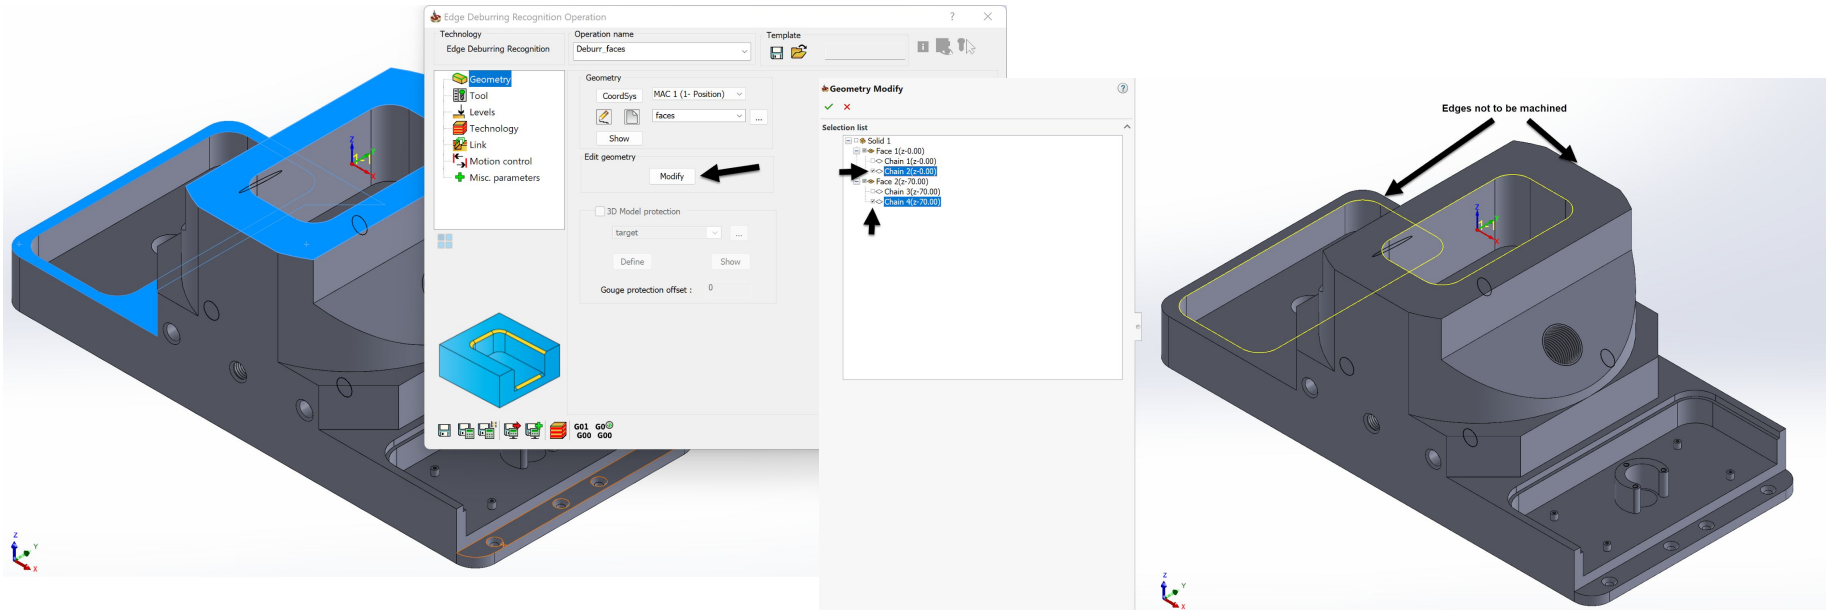 Edge Deburring Recognition Operation
?
Technology
Edge Deburring Recognition
Operation name
Deburr_faces
Template
Geometry
Tool
Levels
Technology
Link
Motion control
Misc. parameters
Geometry
CoordSys
MAC 1 (1- Position)
faces
...
Show
Edit geometry
Modify
3D Model protection
target
...
Define
Show
Gouge protection offset :
0
G01 G0
G00 G00
Geometry Modify
?
Selection list
Solid 1
Face 1(z-0.00)
Chain 1(z-0.00)
Chain 2(z-0.00)
Face 2(z-70.00)
Chain 3(z-70.00)
Chain 4(z-70.00)
Edges not to be machined
Z
X
Z
X
Z
Y
X
Z
Y
X